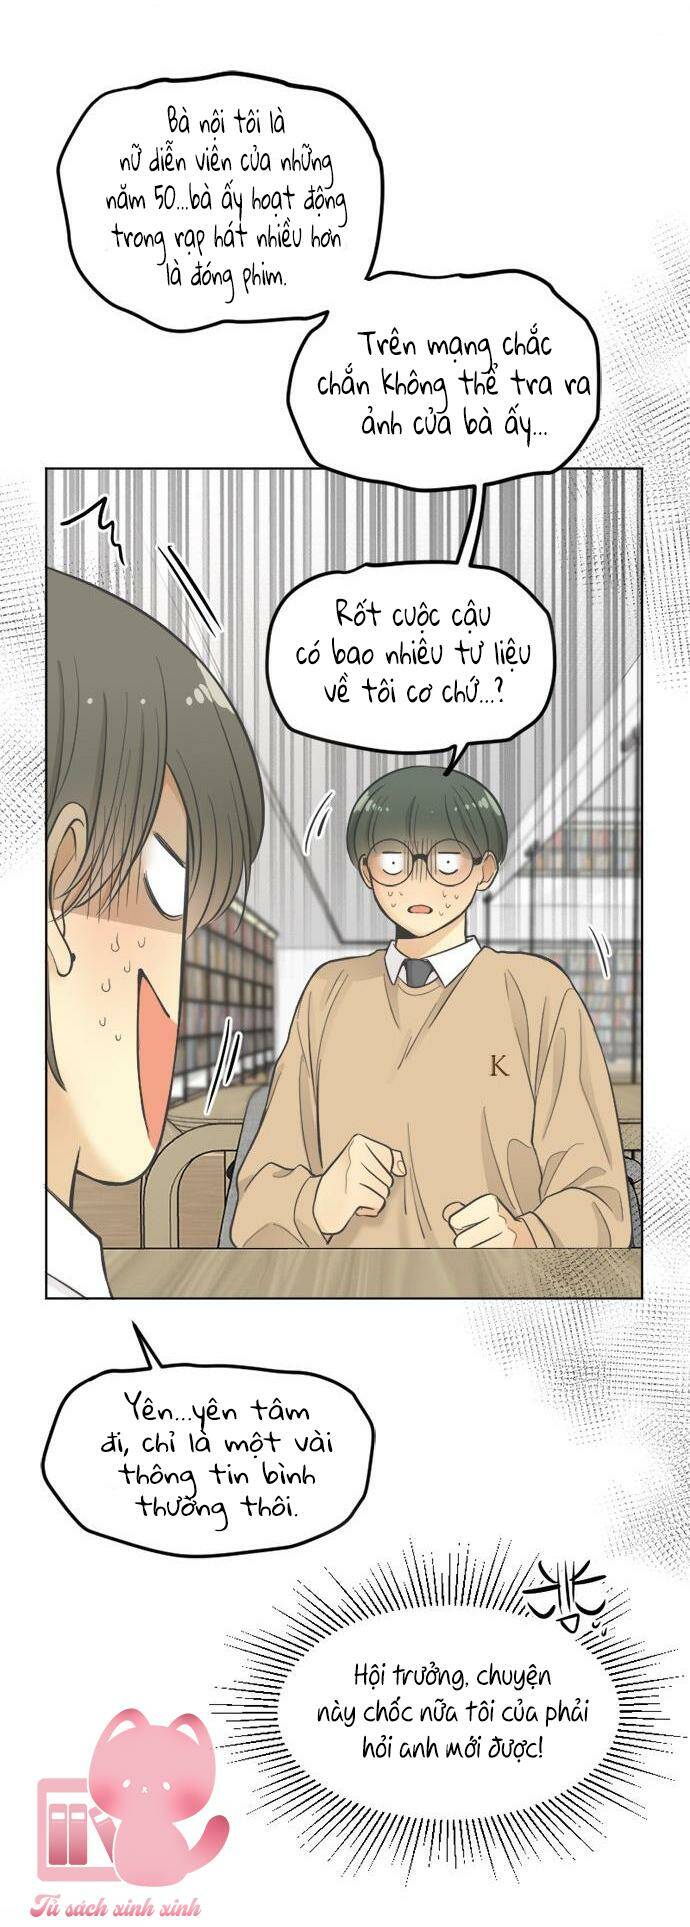 Bà nội tôi là
nữ diễn viên của những
năm 50...bà ấy hoạt động
trong rạp hát nhiều hơn
là đóng phim.
Trên mạng chắc
chắn không thể tra ra
ảnh của bà ấy...
Rốt cuộc cậu
có bao nhiêu tư liệu
về tôi cơ chứ...?
K
Yên...yên tâm
đi, chỉ là một vài
thông tin bình
thường thôi.
Hội trưởng, chuyện
này chốc nữa tôi của phải
hỏi anh mới được!
Tủ sách xinh xinh